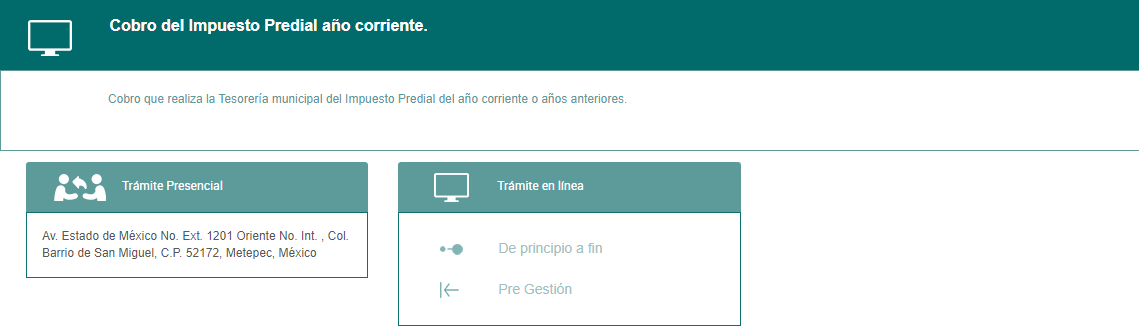 Cobro del Impuesto Predial año corriente.
Cobro que realiza la Tesorería municipal del Impuesto Predial del año corriente o años anteriores.
Trámite Presencial
Av. Estado de México No. Ext. 1201 Oriente No. Int. , Col.
Barrio de San Miguel, C.P. 52172, Metepec, México
Trámite en línea
De principio a fin
Pre Gestión